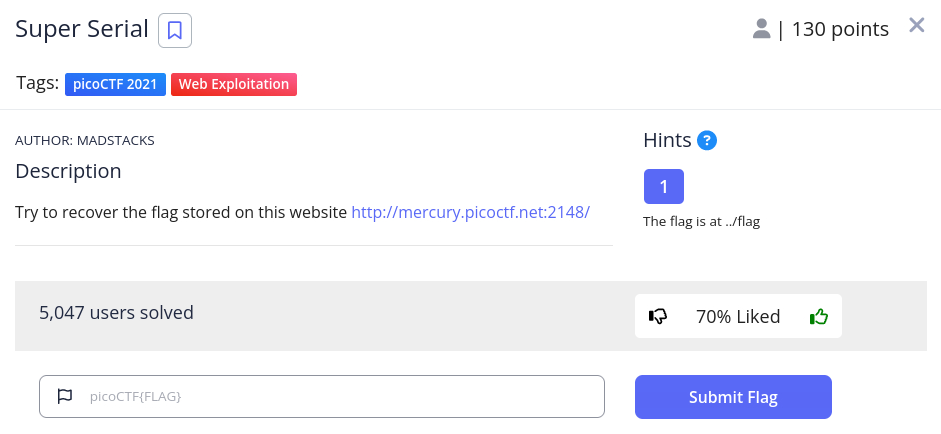 Super Serial
| 130 points
Tags: picoCTF 2021 Web Exploitation
AUTHOR: MADSTACKS
Hints ?
Description
1
Try to recover the flag stored on this website http://mercury.picoctf.net:2148/
The flag is at ../flag
5,047 users solved
70% Liked
picoCTF{FLAG}
Submit Flag